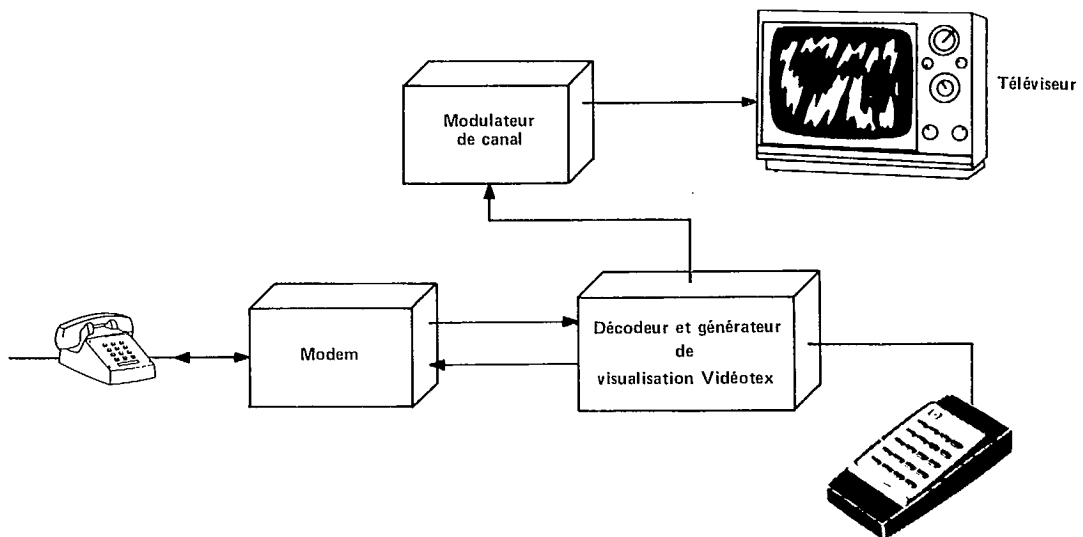 Modulateur
de canal
Téléviseur
Modem
Décodeur et générateur
de
visualisation Vidéotex